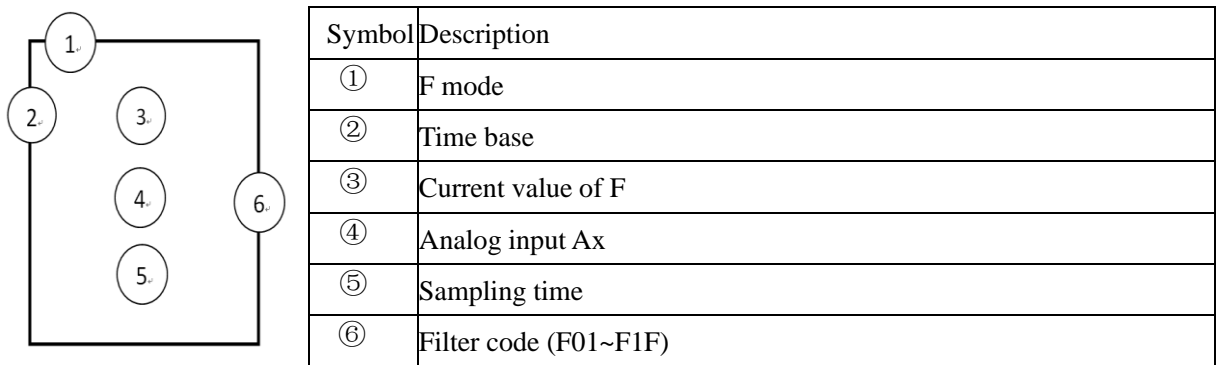 1
2
3
4
5
6
Symbol Description
① F mode
② Time base
③ Current value of F
④ Analog input Ax
⑤ Sampling time
⑥ Filter code (F01~F1F)